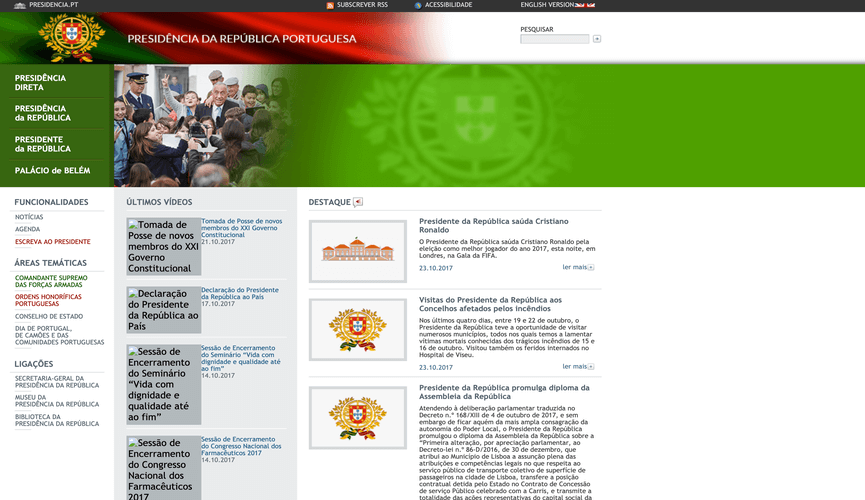 PRESIDENCIA.PT
SUBSCREVER RSS
ACESSIBILIDADE
ENGLISH VERSION
PRESIDÊNCIA DA REPÚBLICA PORTUGUESA
PESQUISAR
PRESIDÊNCIA
DIRETA
PRESIDÊNCIA
da REPÚBLICA
PRESIDENTE
da REPÚBLICA
PALÁCIO de BELÉM
FUNCIONALIDADES
NOTÍCIAS
AGENDA
ESCREVA AO PRESIDENTE
ÁREAS TEMÁTICAS
COMANDANTE SUPREMO
DAS FORÇAS ARMADAS
ORDENS HONORÍFICAS
PORTUGUESAS
CONSELHO DE ESTADO
DIA DE PORTUGAL,
DE CAMÕES E DAS
COMUNIDADES PORTUGUESAS
LIGAÇÕES
SECRETARIA-GERAL DA
PRESIDÊNCIA DA REPÚBLICA
MUSEU DA
PRESIDÊNCIA DA REPÚBLICA
BIBLIOTECA DA
PRESIDÊNCIA DA REPÚBLICA
ÚLTIMOS VÍDEOS
Tomada de
Posse de novos
membros do XXI
Governo
Constitucional
Tomada de Posse de novos
membros do XXI Governo
Constitucional
21.10.2017
Declaração
do Presidente
da República ao
País
Declaração do Presidente
da República ao País
17.10.2017
Sessão de
Encerramento
do Seminário
“Vida com
dignidade e
qualidade até
ao fim”
Sessão de Encerramento
do Seminário “Vida com
dignidade e qualidade até
ao fim”
14.10.2017
Sessão de
Encerramento
do Congresso
Nacional dos
Farmacêuticos
2017
Sessão de Encerramento
do Congresso Nacional dos
Farmacêuticos 2017
14.10.2017
DESTAQUE
Presidente da República saúda Cristiano
Ronaldo
O Presidente da República saúda Cristiano Ronaldo pela
eleição como melhor jogador do ano 2017, esta noite, em
Londres, na Gala da FIFA.
23.10.2017
ler mais
Visitas do Presidente da República aos
Concelhos afetados pelos incêndios
Nos últimos quatro dias, entre 19 e 22 de outubro, o
Presidente da República teve a oportunidade de visitar
numerosos municípios, todos nos quais temos a lamentar
vítimas mortais conhecidas dos trágicos incêndios de 15 e
16 de outubro. Visitou também os feridos internados no
Hospital de Viseu.
23.10.2017
ler mais
Presidente da República promulga diploma da
Assembleia da República
Atendendo à deliberação parlamentar traduzida no
Decreto n.º 168/XIII de 4 de outubro de 2017, e sem
embargo de ficar aquém da mais ampla consagração da
autonomia do Poder Local, o Presidente da República
promulgou o diploma da Assembleia da República sobre a
“Primeira alteração, por apreciação parlamentar, ao
Decreto-lei n.º 86-D/2016, de 30 de dezembro, que
atribui ao Município de Lisboa a assunção plena das
atribuições e competências legais no que respeita ao
serviço público de transporte coletivo de superfície de
passageiros na cidade de Lisboa, transfere a posição
contratual detida pelo Estado no Contrato de Concessão
de serviço Público celebrado com a Carris, e transmite a
totalidade das ações representativas do capital social da